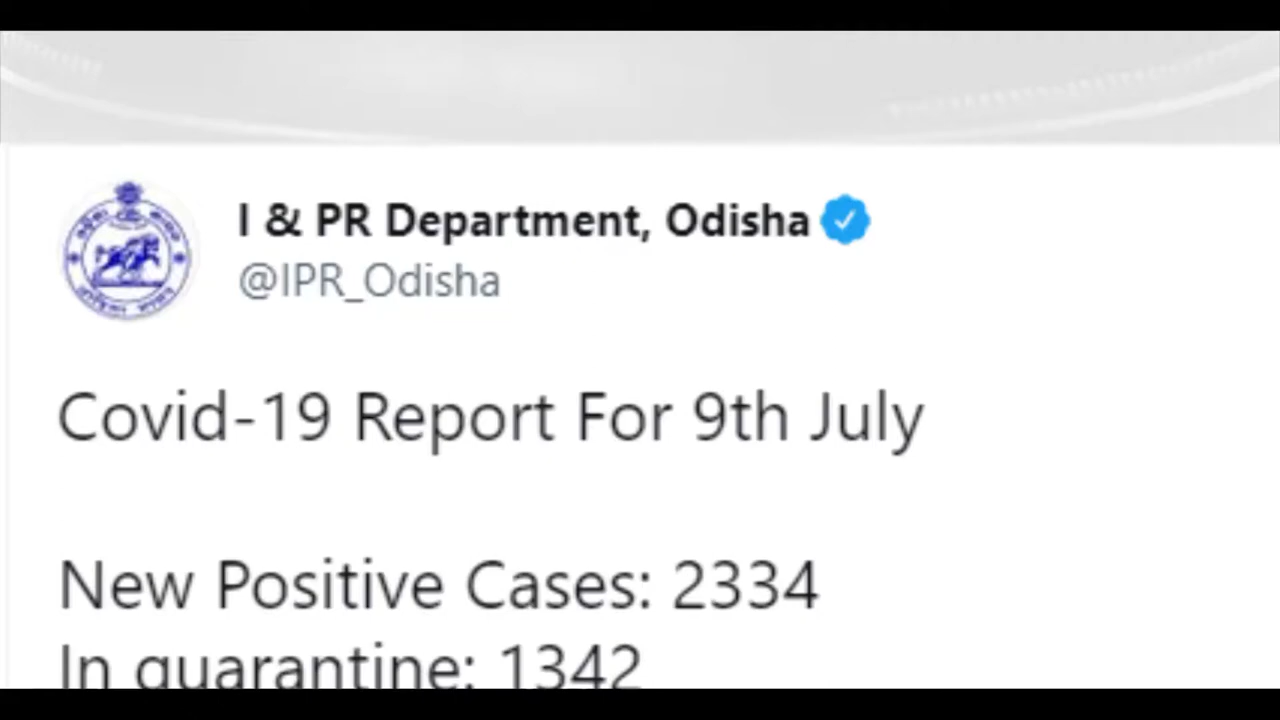 I & PR Department, Odisha
@IPR_Odisha
Covid-19 Report For 9th July
New Positive Cases: 2334
In quarantine: 1342